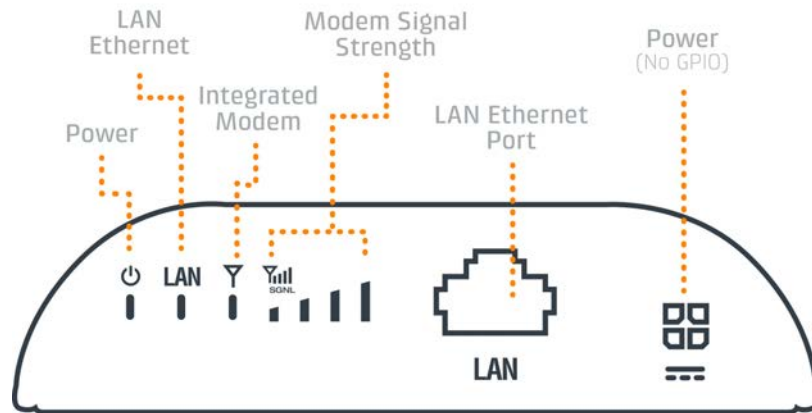 LAN
Ethernet
Modem Signal
Strength
Power
(No GPIO)
Integrated
Modem
LAN Ethernet
Port
Power
LAN
SGNL
LAN